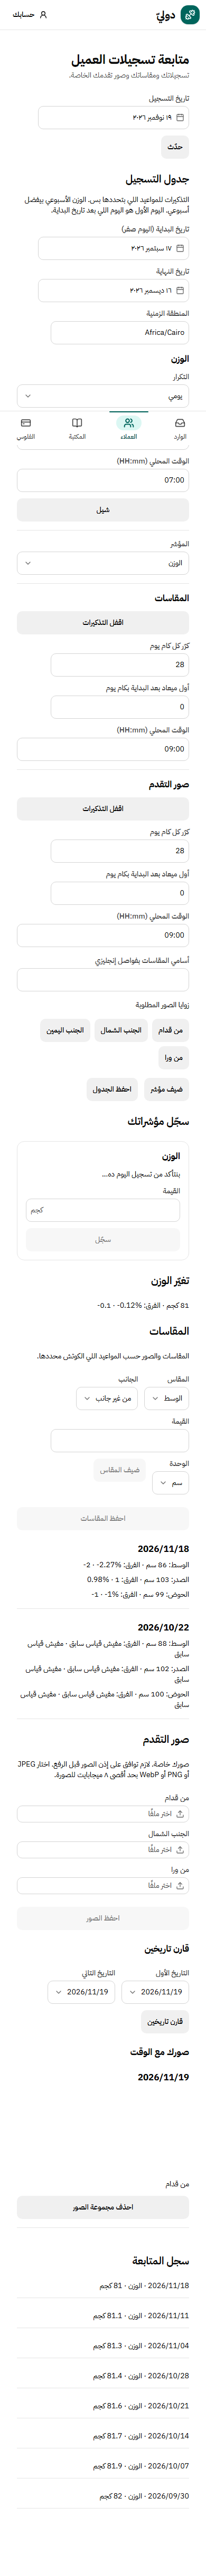 دوليّ
حسابك
متابعة تسجيلات العميل
تسجيلاتك ومقاساتك وصور تقدمك الخاصة.
تاريخ التسجيل
١٩ نوفمبر ٢٠٢٦
حدّث
جدول التسجيل
التذكيرات للمواعيد اللي بتحددها بس. الوزن الأسبوعي بيفضل
أسبوعي. اليوم الأول هو اليوم اللي بعد تاريخ البداية.
تاريخ البداية (اليوم صفر)
١٧ سبتمبر ٢٠٢٦
تاريخ النهاية
١٦ ديسمبر ٢٠٢٦
المنطقة الزمنية
Africa/Cairo
الوزن
التكرار
يومي
الوارد
العملاء
المكتبة
الفلوس
الوقت المحلي (HH:mm)
07:00
شيل
المؤشر
الوزن
المقاسات
اقفل التذكيرات
كرّر كل كام يوم
28
أول ميعاد بعد البداية بكام يوم
0
الوقت المحلي (HH:mm)
09:00
صور التقدم
اقفل التذكيرات
كرّر كل كام يوم
28
أول ميعاد بعد البداية بكام يوم
0
الوقت المحلي (HH:mm)
09:00
أسامي المقاسات بفواصل إنجليزي
زوايا الصور المطلوبة
من قدام
الجنب الشمال
الجنب اليمين
من ورا
ضيف مؤشر
احفظ الجدول
سجّل مؤشراتك
الوزن
بنتأكد من تسجيل اليوم ده...
القيمة
كجم
سجّل
تغيّر الوزن
81 كجم · الفرق: ‎-0.12% · ‎-0.1
المقاسات
المقاسات والصور حسب المواعيد اللي الكوتش محددها.
المقاس
الجانب
الوسط
من غير جانب
القيمة
الوحدة
سم
ضيف المقاس
احفظ المقاسات
2026/11/18
الوسط: 86 سم · الفرق: ‎-2.27% · ‎-2
الصدر: 103 سم · الفرق: 1 · 0.98%
الحوض: 99 سم · الفرق: ‎-1% · ‎-1
2026/10/22
الوسط: 88 سم · الفرق: مفيش قياس سابق · مفيش قياس
سابق
الصدر: 102 سم · الفرق: مفيش قياس سابق · مفيش قياس
سابق
الحوض: 100 سم · الفرق: مفيش قياس سابق · مفيش قياس
سابق
صور التقدم
صورك خاصة. لازم توافق على إذن الصور قبل الرفع. اختار JPEG
أو PNG أو WebP بحد أقصى ٨ ميجابايت للصورة.
من قدام
اختر ملفًا
الجنب الشمال
اختر ملفًا
من ورا
اختر ملفًا
احفظ الصور
قارن تاريخين
التاريخ الأول
التاريخ التاني
2026/11/19
2026/11/19
قارن تاريخين
صورك مع الوقت
2026/11/19
من قدام
احذف مجموعة الصور
سجل المتابعة
2026/11/18 · الوزن · 81 كجم
2026/11/11 · الوزن · 81.1 كجم
2026/11/04 · الوزن · 81.3 كجم
2026/10/28 · الوزن · 81.4 كجم
2026/10/21 · الوزن · 81.6 كجم
2026/10/14 · الوزن · 81.7 كجم
2026/10/07 · الوزن · 81.9 كجم
2026/09/30 · الوزن · 82 كجم